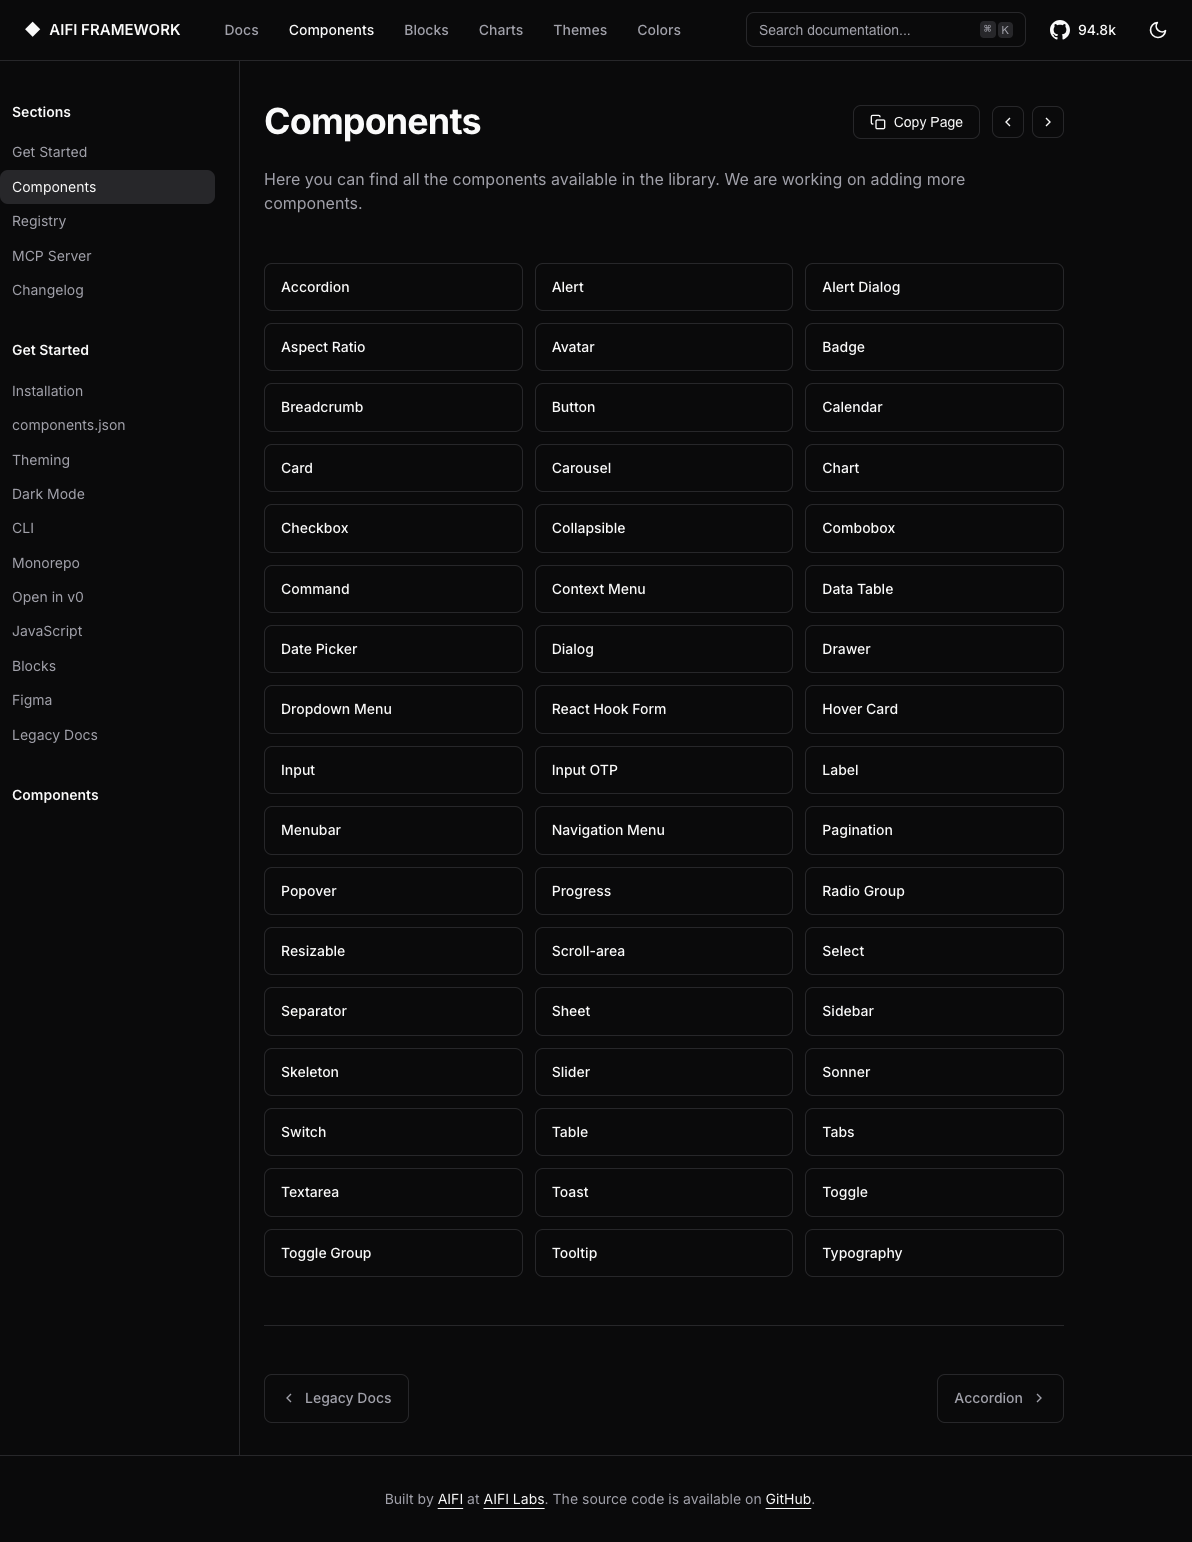 AIFI FRAMEWORK Docs Components Blocks Charts Themes Colors Search documentation... ⌘ K 94.8k
Sections
Get Started
Components
Registry
MCP Server
Changelog
Get Started
Installation
components.json
Theming
Dark Mode
CLI
Monorepo
Open in v0
JavaScript
Blocks
Figma
Legacy Docs
Components
Components Copy Page
Here you can find all the components available in the library. We are working on adding more
components.
Accordion Alert Alert Dialog
Aspect Ratio Avatar Badge
Breadcrumb Button Calendar
Card Carousel Chart
Checkbox Collapsible Combobox
Command Context Menu Data Table
Date Picker Dialog Drawer
Dropdown Menu React Hook Form Hover Card
Input Input OTP Label
Menubar Navigation Menu Pagination
Popover Progress Radio Group
Resizable Scroll-area Select
Separator Sheet Sidebar
Skeleton Slider Sonner
Switch Table Tabs
Textarea Toast Toggle
Toggle Group Tooltip Typography
Legacy Docs Accordion
Built by AIFI at AIFI Labs. The source code is available on GitHub.